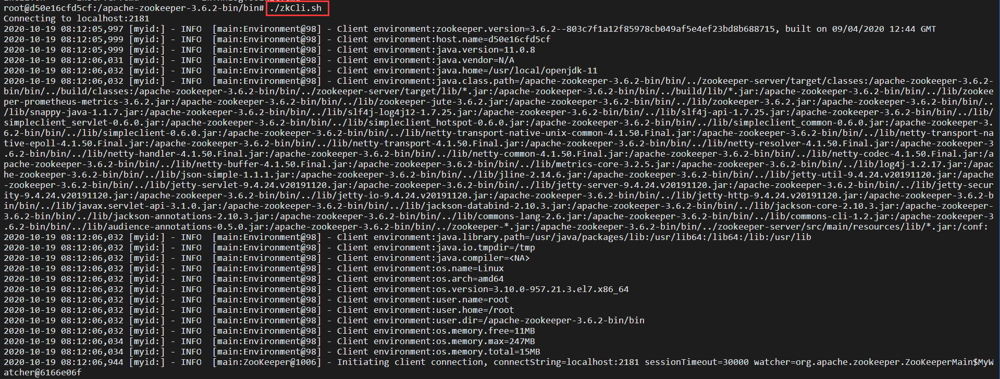 root@d50e16cfd5cf:/apache-zookeeper-3.6.2-bin/bin# ./zkCli.sh
Connecting to localhost:2181
2020-10-19 08:12:05,997 [myid:] - INFO  [main:Environment@98] - Client environment:zookeeper.version=3.6.2--803c7f1a12f85978cb049af5e4ef23bd8b688715, built on 09/04/2020 12:44 GMT
2020-10-19 08:12:05,999 [myid:] - INFO  [main:Environment@98] - Client environment:host.name=d50e16cfd5cf
2020-10-19 08:12:05,999 [myid:] - INFO  [main:Environment@98] - Client environment:java.version=11.0.8
2020-10-19 08:12:06,031 [myid:] - INFO  [main:Environment@98] - Client environment:java.vendor=N/A
2020-10-19 08:12:06,032 [myid:] - INFO  [main:Environment@98] - Client environment:java.home=/usr/local/openjdk-11
2020-10-19 08:12:06,032 [myid:] - INFO  [main:Environment@98] - Client environment:java.class.path=/apache-zookeeper-3.6.2-bin/bin/../zookeeper-server/target/classes:/apache-zookeeper-3.6.2-
bin/bin/../build/classes:/apache-zookeeper-3.6.2-bin/bin/../zookeeper-server/target/lib/*.jar:/apache-zookeeper-3.6.2-bin/bin/../build/lib/*.jar:/apache-zookeeper-3.6.2-bin/bin/../lib/zookee
per-prometheus-metrics-3.6.2.jar:/apache-zookeeper-3.6.2-bin/bin/../lib/zookeeper-jute-3.6.2.jar:/apache-zookeeper-3.6.2-bin/bin/../lib/zookeeper-3.6.2.jar:/apache-zookeeper-3.6.2-bin/bin/..
/lib/snappy-java-1.1.7.jar:/apache-zookeeper-3.6.2-bin/bin/../lib/slf4j-log4j12-1.7.25.jar:/apache-zookeeper-3.6.2-bin/bin/../lib/slf4j-api-1.7.25.jar:/apache-zookeeper-3.6.2-bin/bin/../lib/
simpleclient_servlet-0.6.0.jar:/apache-zookeeper-3.6.2-bin/bin/../lib/simpleclient_hotspot-0.6.0.jar:/apache-zookeeper-3.6.2-bin/bin/../lib/simpleclient_common-0.6.0.jar:/apache-zookeeper-3.
6.2-bin/bin/../lib/simpleclient-0.6.0.jar:/apache-zookeeper-3.6.2-bin/bin/../lib/netty-transport-native-unix-common-4.1.50.Final.jar:/apache-zookeeper-3.6.2-bin/bin/../lib/netty-transport-na
tive-epoll-4.1.50.Final.jar:/apache-zookeeper-3.6.2-bin/bin/../lib/netty-transport-4.1.50.Final.jar:/apache-zookeeper-3.6.2-bin/bin/../lib/netty-resolver-4.1.50.Final.jar:/apache-zookeeper-3
.6.2-bin/bin/../lib/netty-handler-4.1.50.Final.jar:/apache-zookeeper-3.6.2-bin/bin/../lib/netty-common-4.1.50.Final.jar:/apache-zookeeper-3.6.2-bin/bin/../lib/netty-codec-4.1.50.Final.jar:/a
pache-zookeeper-3.6.2-bin/bin/../lib/netty-buffer-4.1.50.Final.jar:/apache-zookeeper-3.6.2-bin/bin/../lib/metrics-core-3.2.5.jar:/apache-zookeeper-3.6.2-bin/bin/../lib/log4j-1.2.17.jar:/apac
he-zookeeper-3.6.2-bin/bin/../lib/json-simple-1.1.1.jar:/apache-zookeeper-3.6.2-bin/bin/../lib/jline-2.14.6.jar:/apache-zookeeper-3.6.2-bin/bin/../lib/jetty-util-9.4.24.v20191120.jar:/apache
-zookeeper-3.6.2-bin/bin/../lib/jetty-servlet-9.4.24.v20191120.jar:/apache-zookeeper-3.6.2-bin/bin/../lib/jetty-server-9.4.24.v20191120.jar:/apache-zookeeper-3.6.2-bin/bin/../lib/jetty-secur
ity-9.4.24.v20191120.jar:/apache-zookeeper-3.6.2-bin/bin/../lib/jetty-io-9.4.24.v20191120.jar:/apache-zookeeper-3.6.2-bin/bin/../lib/jetty-http-9.4.24.v20191120.jar:/apache-zookeeper-3.6.2-b
in/bin/../lib/javax.servlet-api-3.1.0.jar:/apache-zookeeper-3.6.2-bin/bin/../lib/jackson-databind-2.10.3.jar:/apache-zookeeper-3.6.2-bin/bin/../lib/jackson-core-2.10.3.jar:/apache-zookeeper-
3.6.2-bin/bin/../lib/jackson-annotations-2.10.3.jar:/apache-zookeeper-3.6.2-bin/bin/../lib/commons-lang-2.6.jar:/apache-zookeeper-3.6.2-bin/bin/../lib/commons-cli-1.2.jar:/apache-zookeeper-3
.6.2-bin/bin/../lib/audience-annotations-0.5.0.jar:/apache-zookeeper-3.6.2-bin/bin/../zookeeper-*.jar:/apache-zookeeper-3.6.2-bin/bin/../zookeeper-server/src/main/resources/lib/*.jar:/conf:
2020-10-19 08:12:06,032 [myid:] - INFO  [main:Environment@98] - Client environment:java.library.path=/usr/java/packages/lib:/usr/lib64:/lib64:/lib:/usr/lib
2020-10-19 08:12:06,032 [myid:] - INFO  [main:Environment@98] - Client environment:java.io.tmpdir=/tmp
2020-10-19 08:12:06,032 [myid:] - INFO  [main:Environment@98] - Client environment:java.compiler=<NA>
2020-10-19 08:12:06,032 [myid:] - INFO  [main:Environment@98] - Client environment:os.name=Linux
2020-10-19 08:12:06,032 [myid:] - INFO  [main:Environment@98] - Client environment:os.arch=amd64
2020-10-19 08:12:06,032 [myid:] - INFO  [main:Environment@98] - Client environment:os.version=3.10.0-957.21.3.el7.x86_64
2020-10-19 08:12:06,032 [myid:] - INFO  [main:Environment@98] - Client environment:user.name=root
2020-10-19 08:12:06,032 [myid:] - INFO  [main:Environment@98] - Client environment:user.home=/root
2020-10-19 08:12:06,032 [myid:] - INFO  [main:Environment@98] - Client environment:user.dir=/apache-zookeeper-3.6.2-bin/bin
2020-10-19 08:12:06,032 [myid:] - INFO  [main:Environment@98] - Client environment:os.memory.free=11MB
2020-10-19 08:12:06,034 [myid:] - INFO  [main:Environment@98] - Client environment:os.memory.max=247MB
2020-10-19 08:12:06,034 [myid:] - INFO  [main:Environment@98] - Client environment:os.memory.total=15MB
2020-10-19 08:12:06,944 [myid:] - INFO  [main:ZooKeeper@1006] - Initiating client connection, connectString=localhost:2181 sessionTimeout=30000 watcher=org.apache.zookeeper.ZooKeeperMain$MyW
atcher@6166e06f